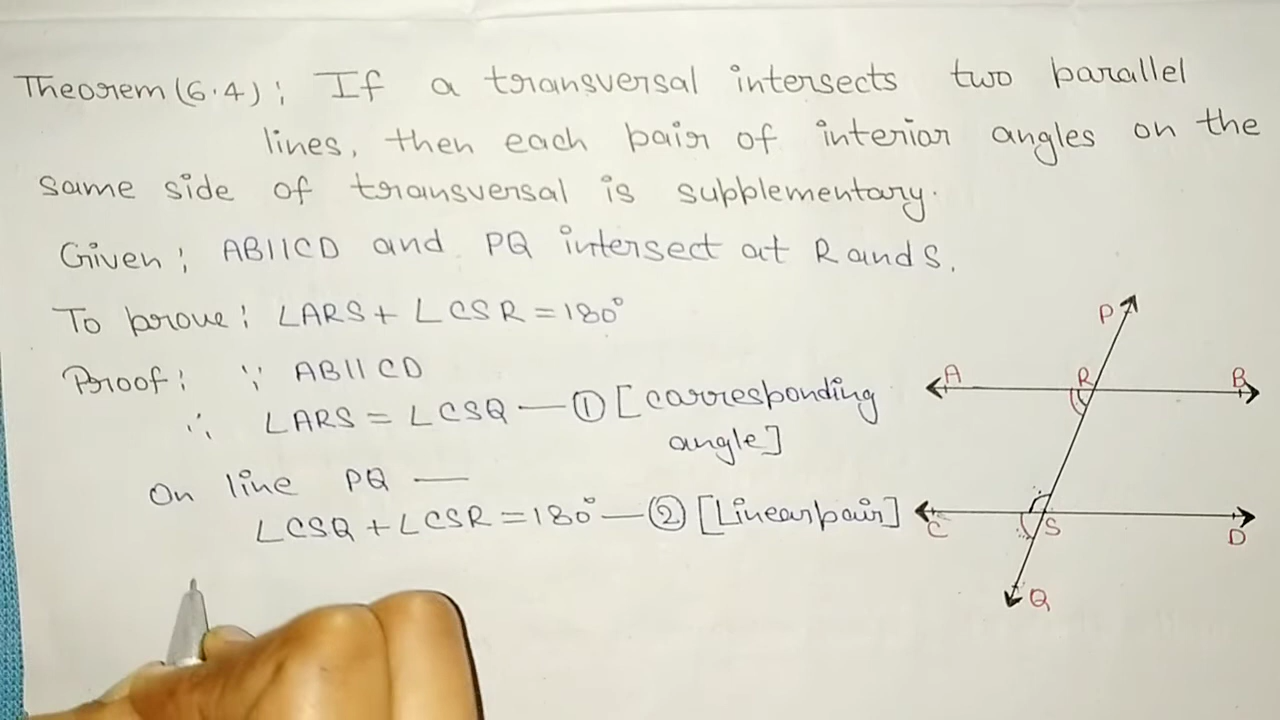 Theorem (6.4) : If a transversal intersects two parallel
lines, then each pair of interior angles on the
same side of transversal is supplementary.
Given : AB||CD and PQ intersect at R and S.
To prove : ∠ARS + ∠CSR = 180°
Proof : ∵ AB||CD
∴ ∠ARS = ∠CSQ — ① [corresponding
angle]
On line PQ —
∠CSQ + ∠CSR = 180° — ② [Linear pair]
P
A R B
C S D
Q